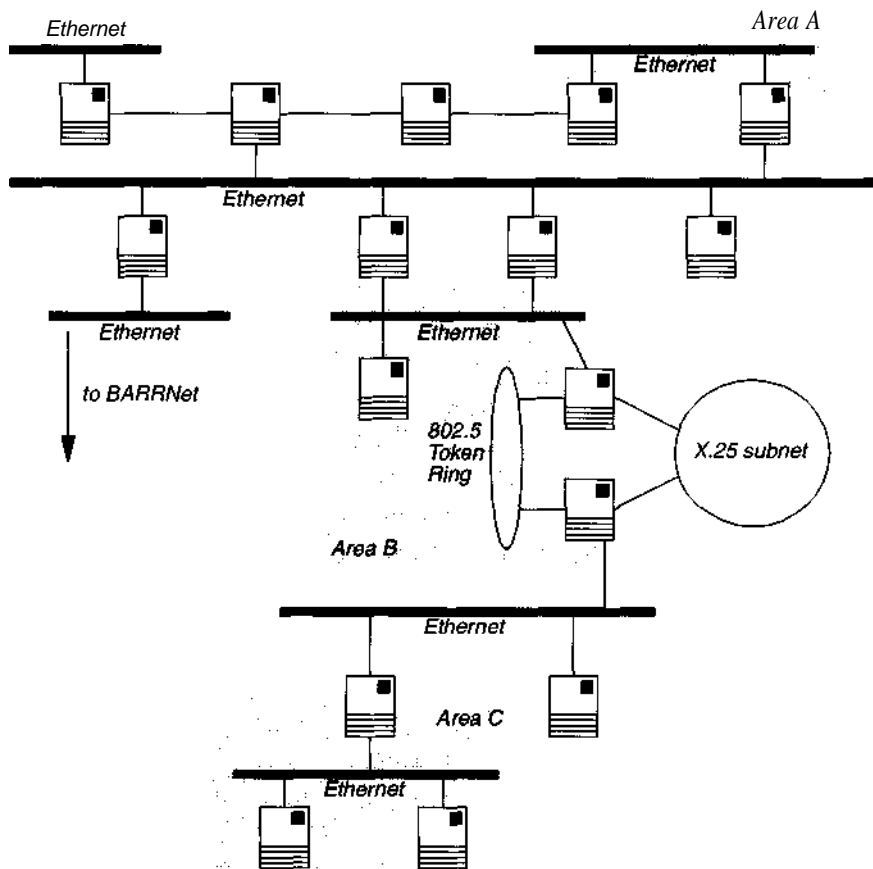 Ethernet
Area A
Ethernet
Ethernet
Ethernet
Ethernet
to BARRNet
802.5
Token
Ring
X.25 subnet
Area B
Ethernet
Area C
Ethernet